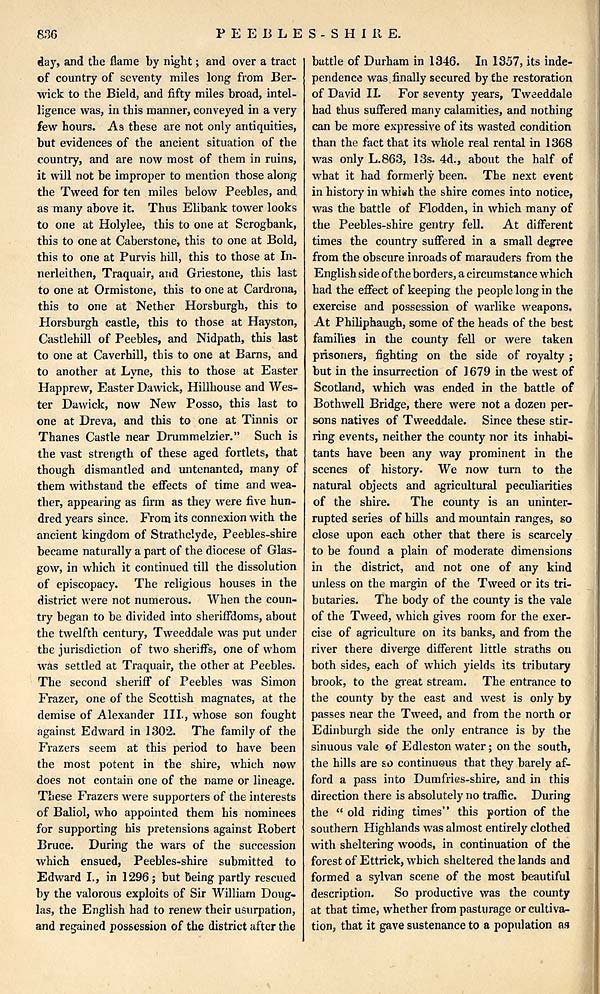 836
PEEBLES-SHIRE.
day, and the flame by night; and over a tract
of country of seventy miles long from Ber-
wick to the Bield, and fifty miles broad, intel-
ligence was, in this manner, conveyed in a very
few hours. As these are not only antiquities,
but evidences of the ancient situation of the
country, and are now most of them in ruins,
it will not be improper to mention those along
the Tweed for ten miles below Peebles, and
as many above it. Thus Elibank tower looks
to one at Holylee, this to one at Scrogbank,
this to one at Caberstone, this to one at Bold,
this to one at Purvis hill, this to those at In-
nerleithen, Traquair, and Griestone, this last
to one at Ormistone, this to one at Cardrona,
this to one at Nether Horsburgh, this to
Horsburgh castle, this to those at Hayston,
Castlehill of Peebles, and Nidpath, this last
to one at Caverhill, this to one at Barns, and
to another at Lyne, this to those at Easter
Happrew, Easter Dawick, Hillhouse and Wes-
ter Dawick, now New Posso, this last to
one at Dreva, and this to one at Tinnis or
Thanes Castle near Drummelzier." Such is
the vast strength of these aged fortlets, that
though dismantled and untenanted, many of
them withstand the effects of time and wea-
ther, appearing as firm as they were five hun-
dred years since. From its connexion with the
ancient kingdom of Strathclyde, Peebles-shire
became naturally a part of the diocese of Glas-
gow, in which it continued till the dissolution
of episcopacy. The religious houses in the
district were not numerous. When the coun-
try began to be divided into sheriffdoms, about
the twelfth century, Tweeddale was put under
the jurisdiction of two sheriffs, one of whom
was settled at Traquair, the other at Peebles.
The second sheriff of Peebles was Simon
Frazer, one of the Scottish magnates, at the
demise of Alexander III., whose son fought
against Edward in 1302. The family of the
Frazers seem at this period to have been
the most potent in the shire, which now
does not contain one of the name or lineage.
These Frazers were supporters of the interests
of Baliol, who appointed them his nominees
for supporting his pretensions against Robert
Bruce. During the wars of the succession
which ensued, Peebles-shire submitted to
Edward I., in 1296; but being partly rescued
by the valorous exploits of Sir William Doug-
las, the English had to renew their usurpation,
and regained possession of the district after the
battle of Durham in 1346. In 1357, its inde-
pendence was finally secured by the restoration
of David II. For seventy years, Tweeddale
had thus suffered many calamities, and nothing
can be more expressive of its wasted condition
than the fact that its whole real rental in 1368
was only L.863, 13s. 4d., about the half of
what it had formerly been. The next event
in history in which the shire comes into notice,
was the battle of Flodden, in which many of
the Peebles-shire gentry fell. At different
times the country suffered in a small degree
from the obscure inroads of marauders from the
English side of the borders, a circumstance which
had the effect of keeping the people long in the
exercise and possession of warlike weapons.
At Philiphaugh, some of the heads of the best
families in the county fell or were taken
prisoners, fighting on the side of royalty;
but in the insurrection of 1679 in the west of
Scotland, which was ended in the battle of
Bothwell Bridge, there were not a dozen per-
sons natives of Tweeddale. Since these stir-
ring events, neither the county nor its inhabi-
tants have been any way prominent in the
scenes of history. We now turn to the
natural objects and agricultural peculiarities
of the shire. The county is an uninter-
rupted series of hills and mountain ranges, so
close upon each other that there is scarcely
to be found a plain of moderate dimensions
in the district, and not one of any kind
unless on the margin of the Tweed or its tri-
butaries. The body of the county is the vale
of the Tweed, which gives room for the exer-
cise of agriculture on its banks, and from the
river there diverge different little straths on
both sides, each of which yields its tributary
brook, to the great stream. The entrance to
the county by the east and west is only by
passes near the Tweed, and from the north or
Edinburgh side the only entrance is by the
sinuous vale of Edleston water; on the south,
the hills are so continuous that they barely af-
ford a pass into Dumfries-shire, and in this
direction there is absolutely no traffic. During
the "old riding times" this portion of the
southern Highlands was almost entirely clothed
with sheltering woods, in continuation of the
forest of Ettrick, which sheltered the lands and
formed a sylvan scene of the most beautiful
description. So productive was the county
at that time, whether from pasturage or cultiva-
tion, that it gave sustenance to a population as